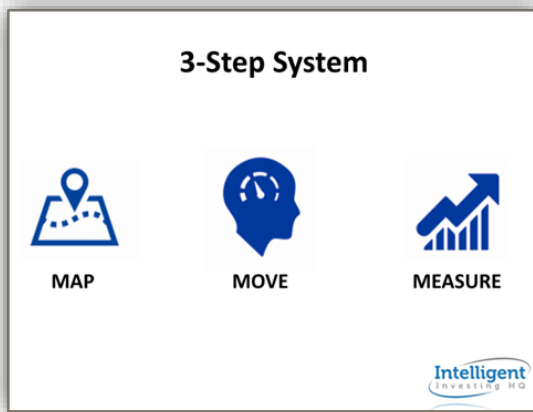 3-Step System
MAP
MOVE
MEASURE
Intelligent
Investing HQ